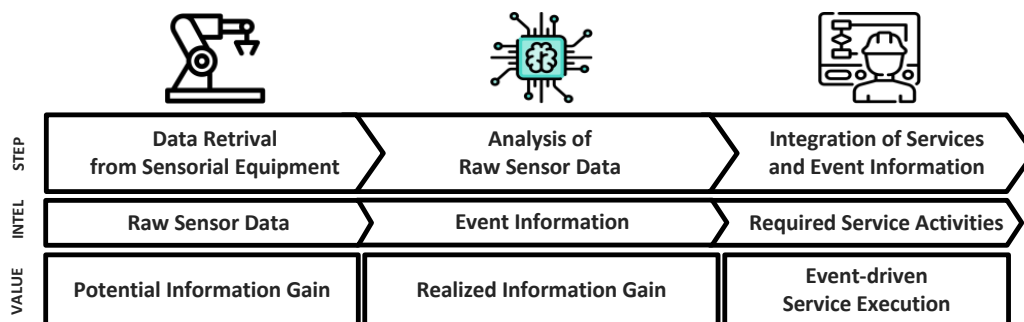 STEP
Data Retrival
from Sensorial Equipment
Analysis of
Raw Sensor Data
Integration of Services
and Event Information
INTEL
Raw Sensor Data
Event Information
Required Service Activities
VALUE
Potential Information Gain
Realized Information Gain
Event-driven
Service Execution